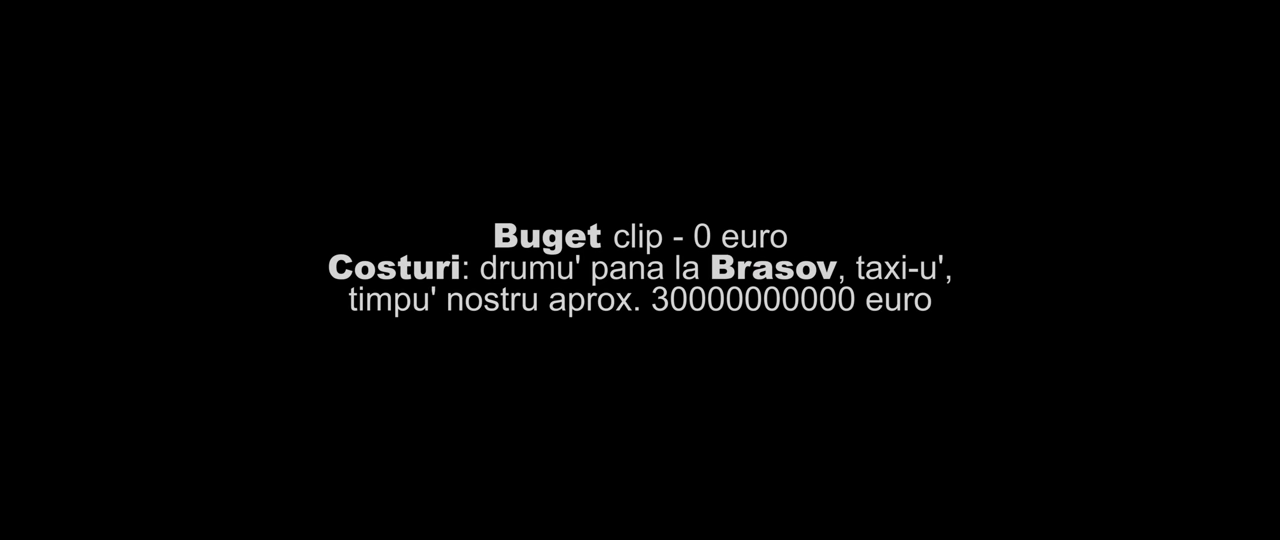 Buget clip - 0 euro
Costuri: drumu' pana la Brasov, taxi-u',
timpu' nostru aprox. 30000000000 euro